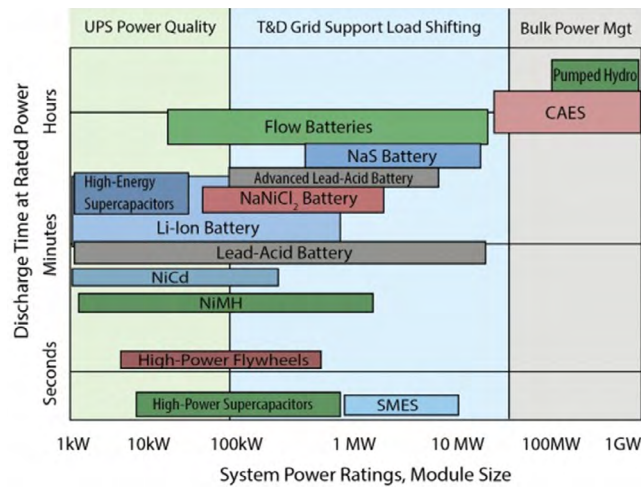 UPS Power Quality
T&D Grid Support Load Shifting
Bulk Power Mgt
Discharge Time at Rated Power
Hours
Minutes
Seconds
Pumped Hydro
CAES
Flow Batteries
NaS Battery
Advanced Lead-Acid Battery
High-Energy
Supercapacitors
NaNiCl₂ Battery
Li-Ion Battery
Lead-Acid Battery
NiCd
NiMH
High-Power Flywheels
High-Power Supercapacitors
SMES
1kW
10kW
100kW
1 MW
10 MW
100MW
1GW
System Power Ratings, Module Size